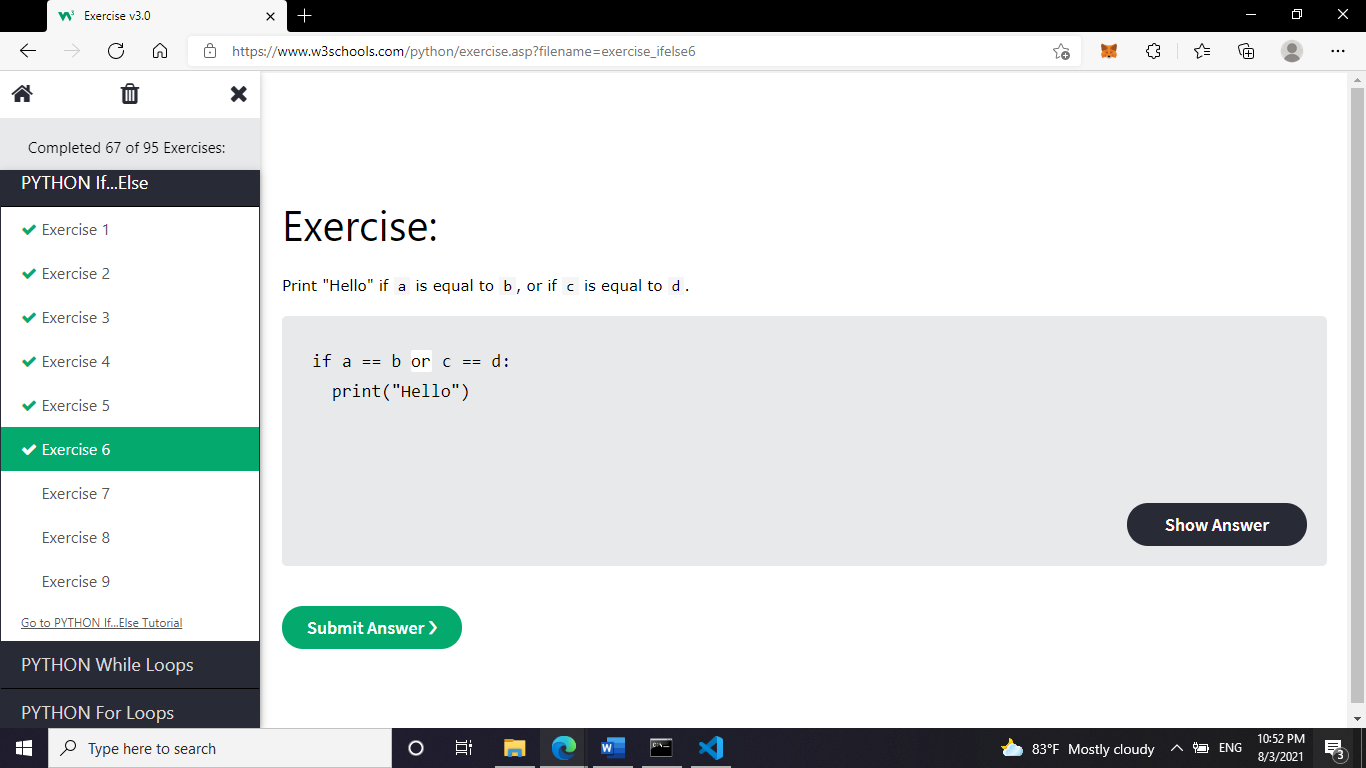 Exercise v3.0
https://www.w3schools.com/python/exercise.asp?filename=exercise_ifelse6
Completed 67 of 95 Exercises:
PYTHON If...Else
Exercise 1
Exercise 2
Exercise 3
Exercise 4
Exercise 5
Exercise 6
Exercise 7
Exercise 8
Exercise 9
Go to PYTHON If...Else Tutorial
PYTHON While Loops
PYTHON For Loops
Exercise:
Print "Hello" if a is equal to b, or if c is equal to d.
if a == b or c == d:
  print("Hello")
Show Answer
Submit Answer ❯
Type here to search
83°F Mostly cloudy
ENG
10:52 PM
8/3/2021
3